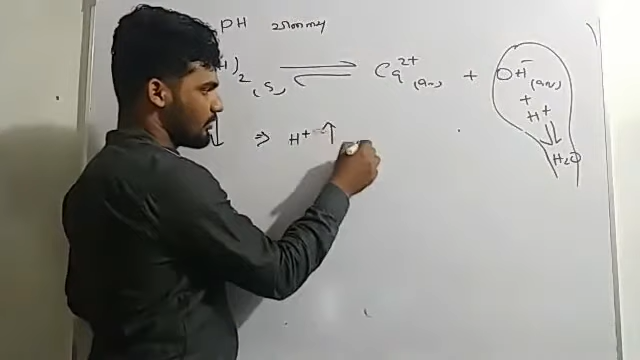 PH
)₂ (s) ⇌ Ca²⁺ (aq) + OH⁻ (aq)
+
H⁺
↓ ⇒ H⁺ ↑
H₂O